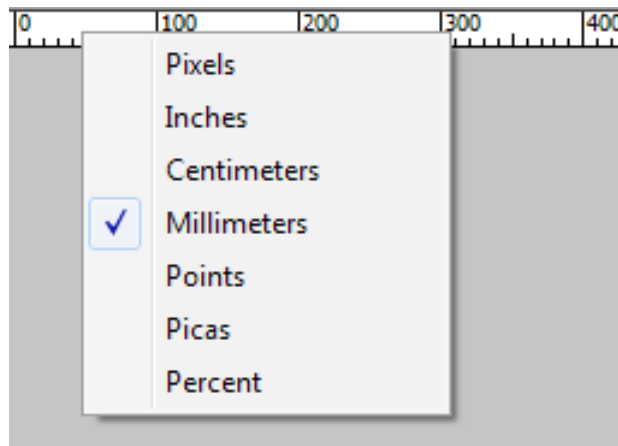 0 100 200 300 400
Pixels
Inches
Centimeters
Millimeters
Points
Picas
Percent